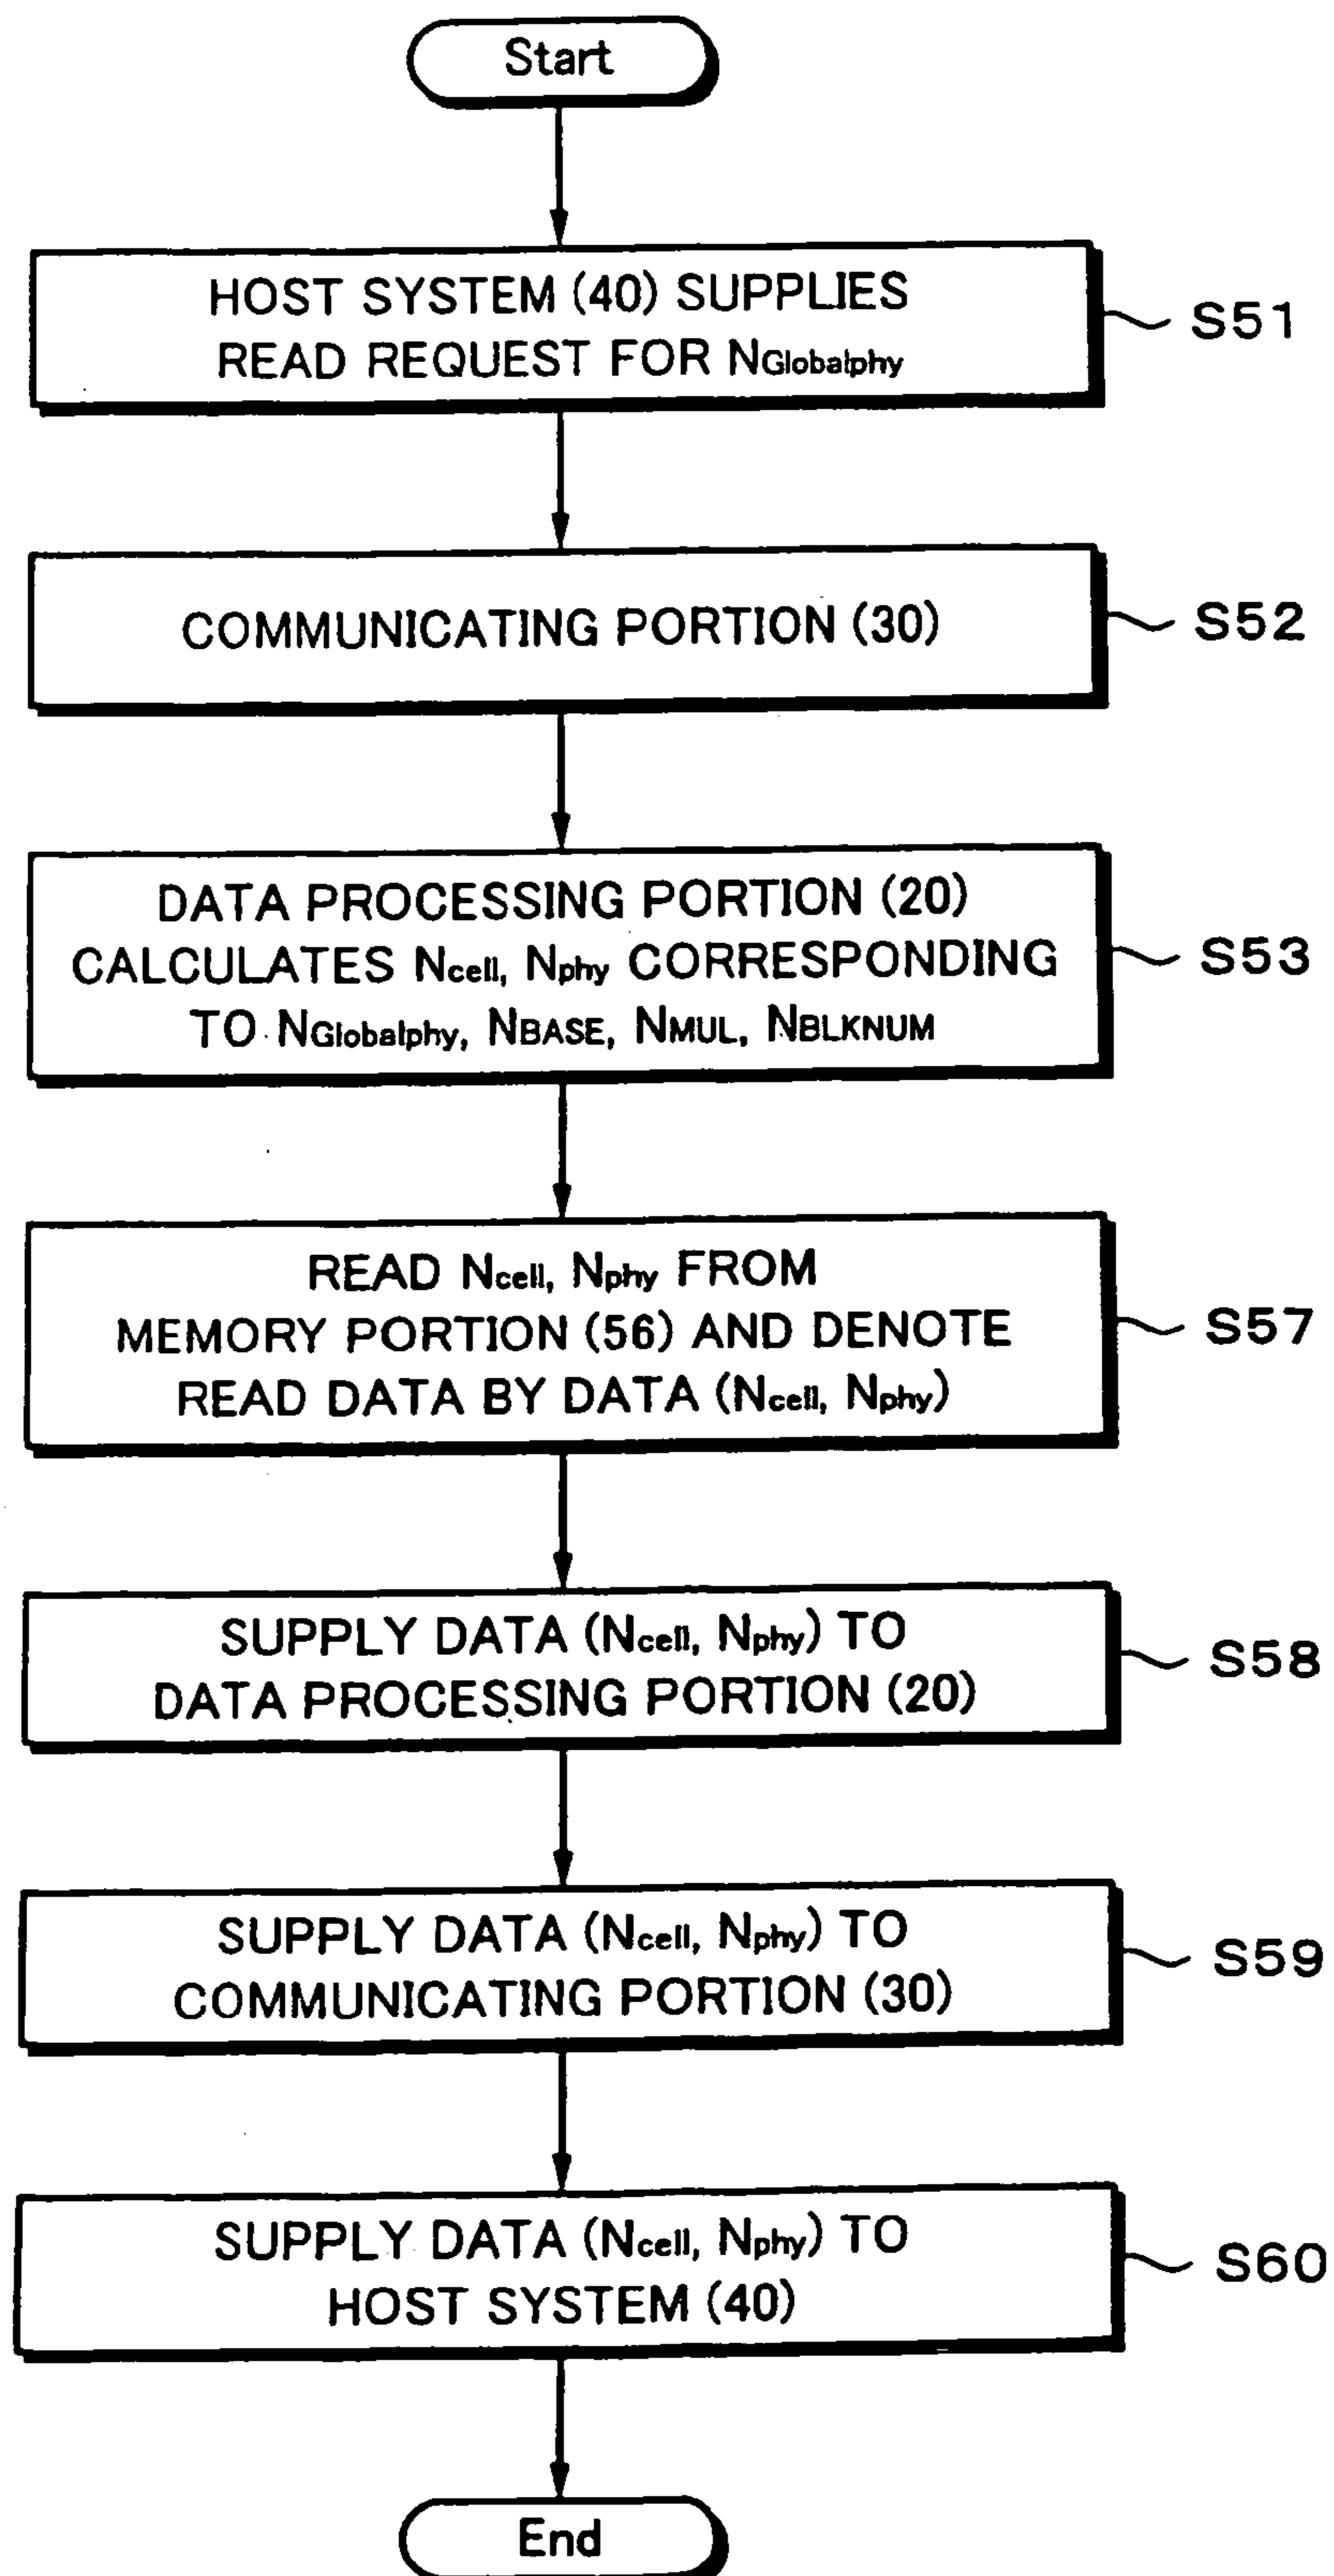 Start
HOST SYSTEM (40) SUPPLIES
READ REQUEST FOR NGlobalphy
S51
COMMUNICATING PORTION (30)
S52
DATA PROCESSING PORTION (20)
CALCULATES Ncell, Nphy CORRESPONDING
TO NGlobalphy, NBASE, NMUL, NBLKNUM
S53
READ Ncell, Nphy FROM
MEMORY PORTION (56) AND DENOTE
READ DATA BY DATA (Ncell, Nphy)
S57
SUPPLY DATA (Ncell, Nphy) TO
DATA PROCESSING PORTION (20)
S58
SUPPLY DATA (Ncell, Nphy) TO
COMMUNICATING PORTION (30)
S59
SUPPLY DATA (Ncell, Nphy) TO
HOST SYSTEM (40)
S60
End